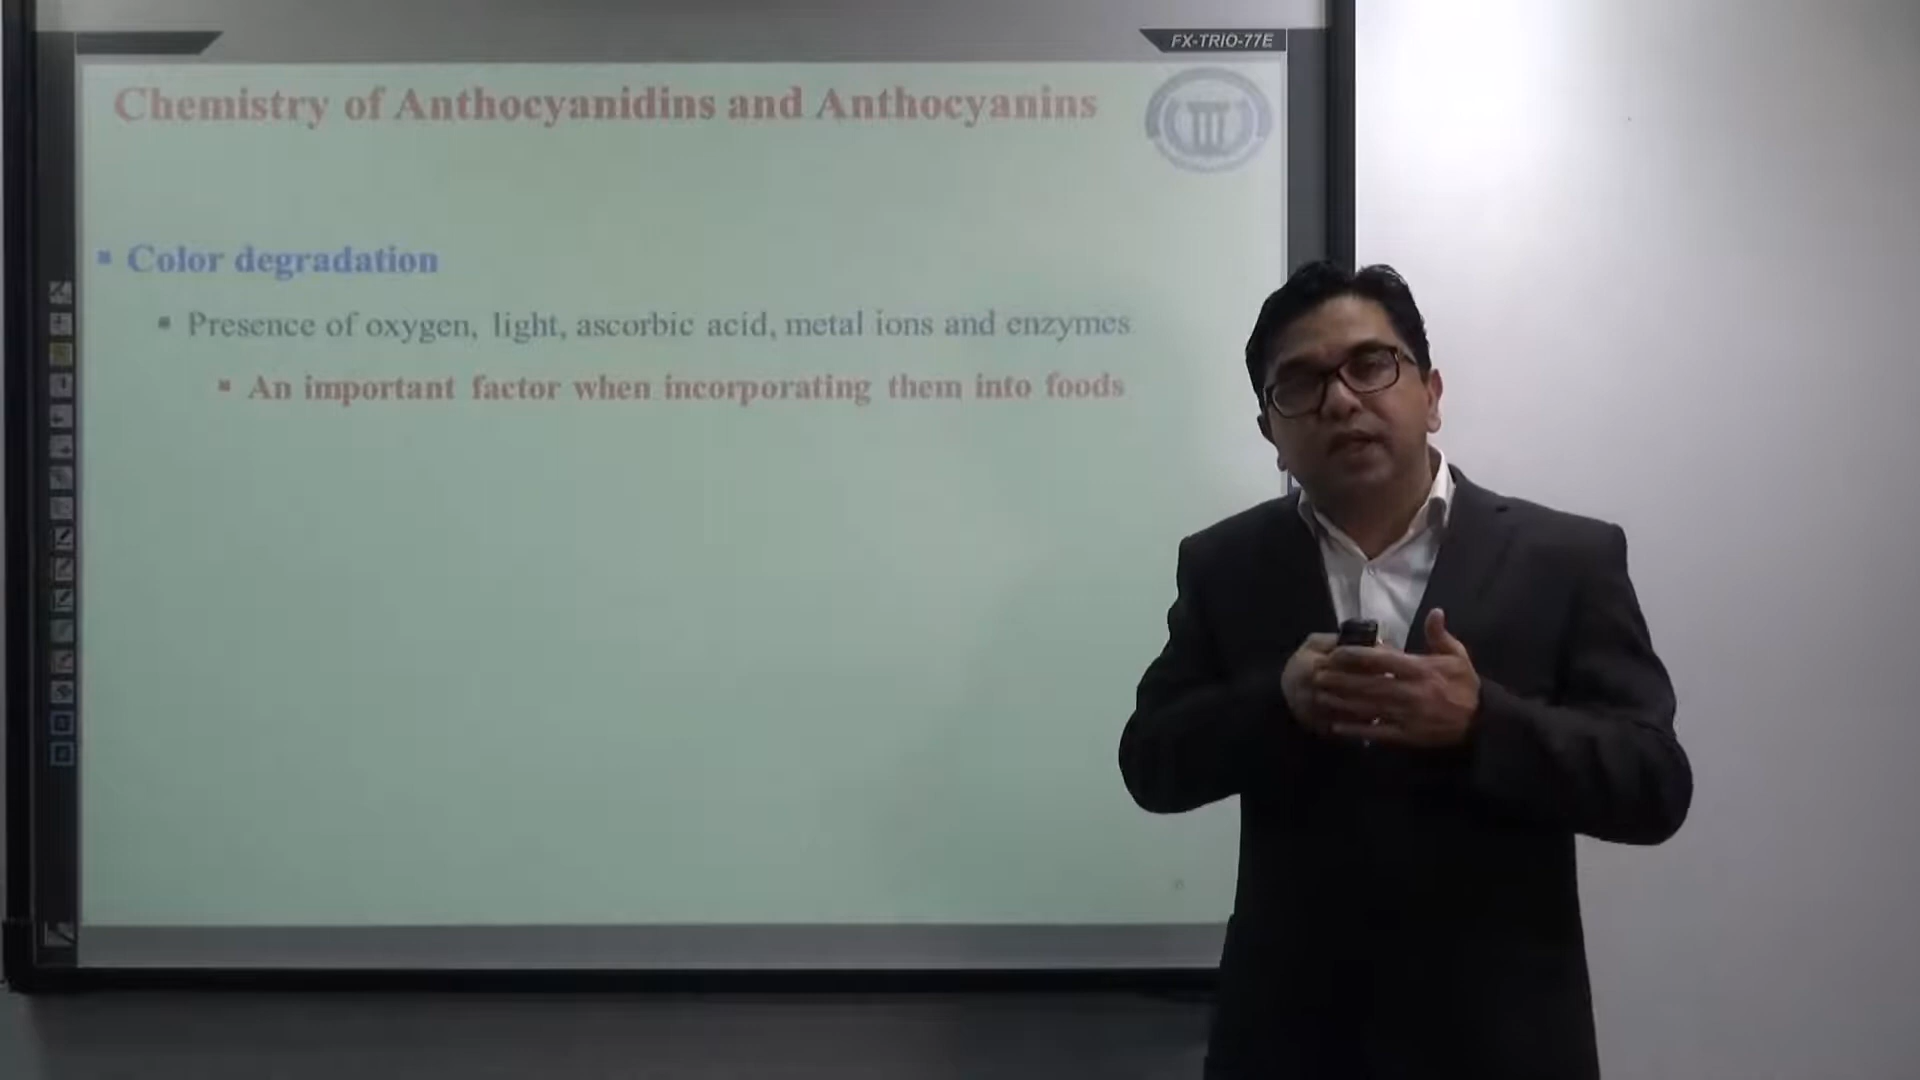 FX-TRIO-77E
Chemistry of Anthocyanidins and Anthocyanins
Color degradation
Presence of oxygen, light, ascorbic acid, metal ions and enzymes
An important factor when incorporating them into foods